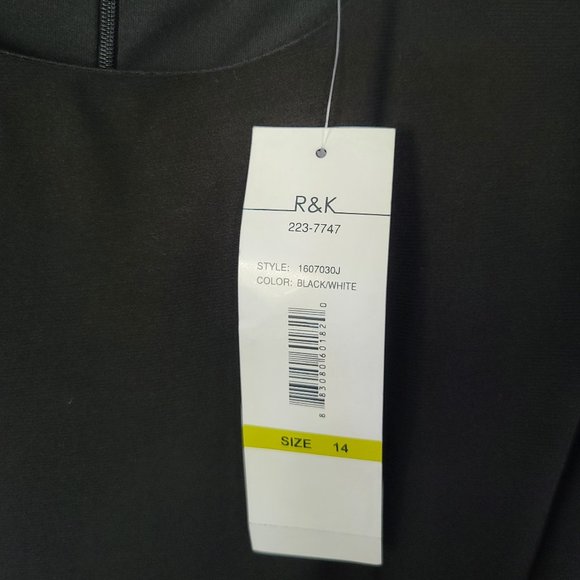 R&K
223-7747
STYLE: 1607030J
COLOR: BLACK/WHITE
8 83080 60182 0
SIZE 14